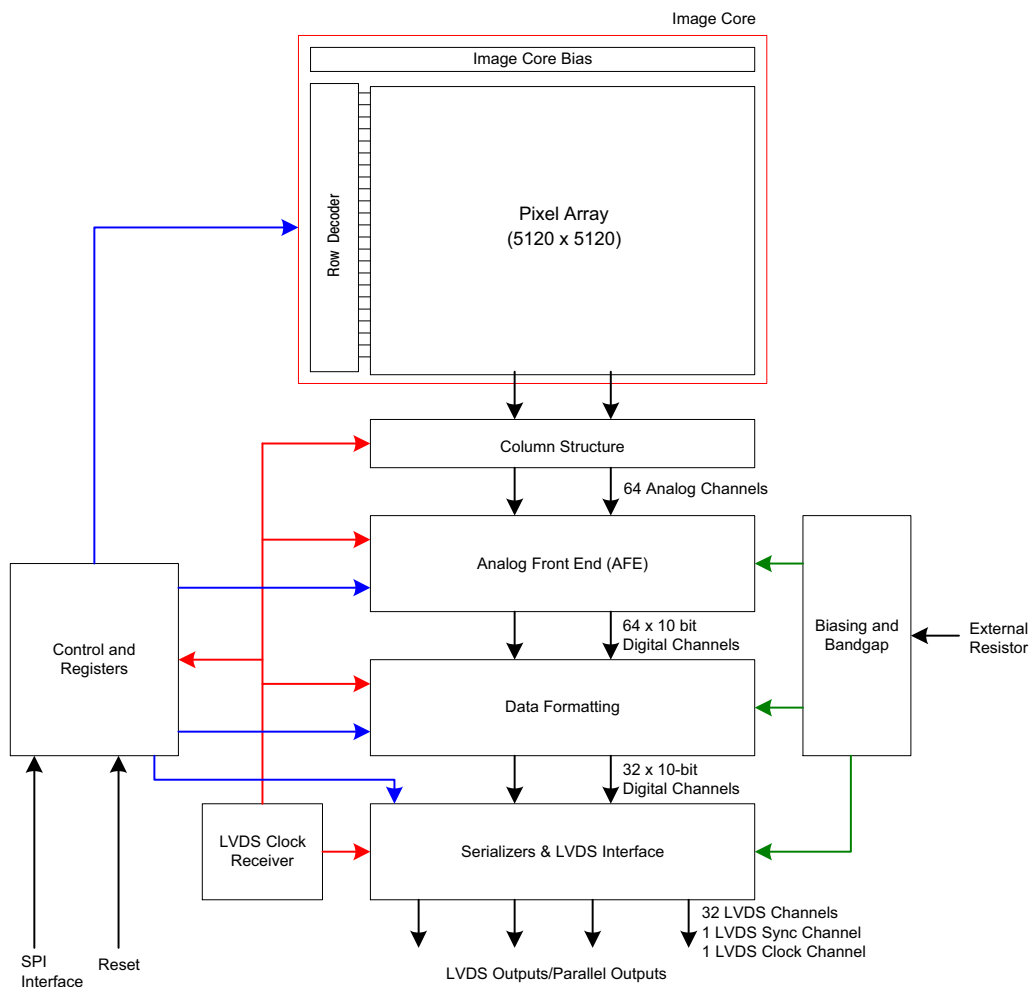 Image Core
Image Core Bias
Row Decoder
Pixel Array
(5120 x 5120)
Column Structure
64 Analog Channels
Analog Front End (AFE)
64 x 10 bit
Digital Channels
Control and
Registers
Biasing and
Bandgap
External
Resistor
Data Formatting
32 x 10-bit
Digital Channels
LVDS Clock
Receiver
Serializers & LVDS Interface
32 LVDS Channels
1 LVDS Sync Channel
1 LVDS Clock Channel
SPI
Interface
Reset
LVDS Outputs/Parallel Outputs